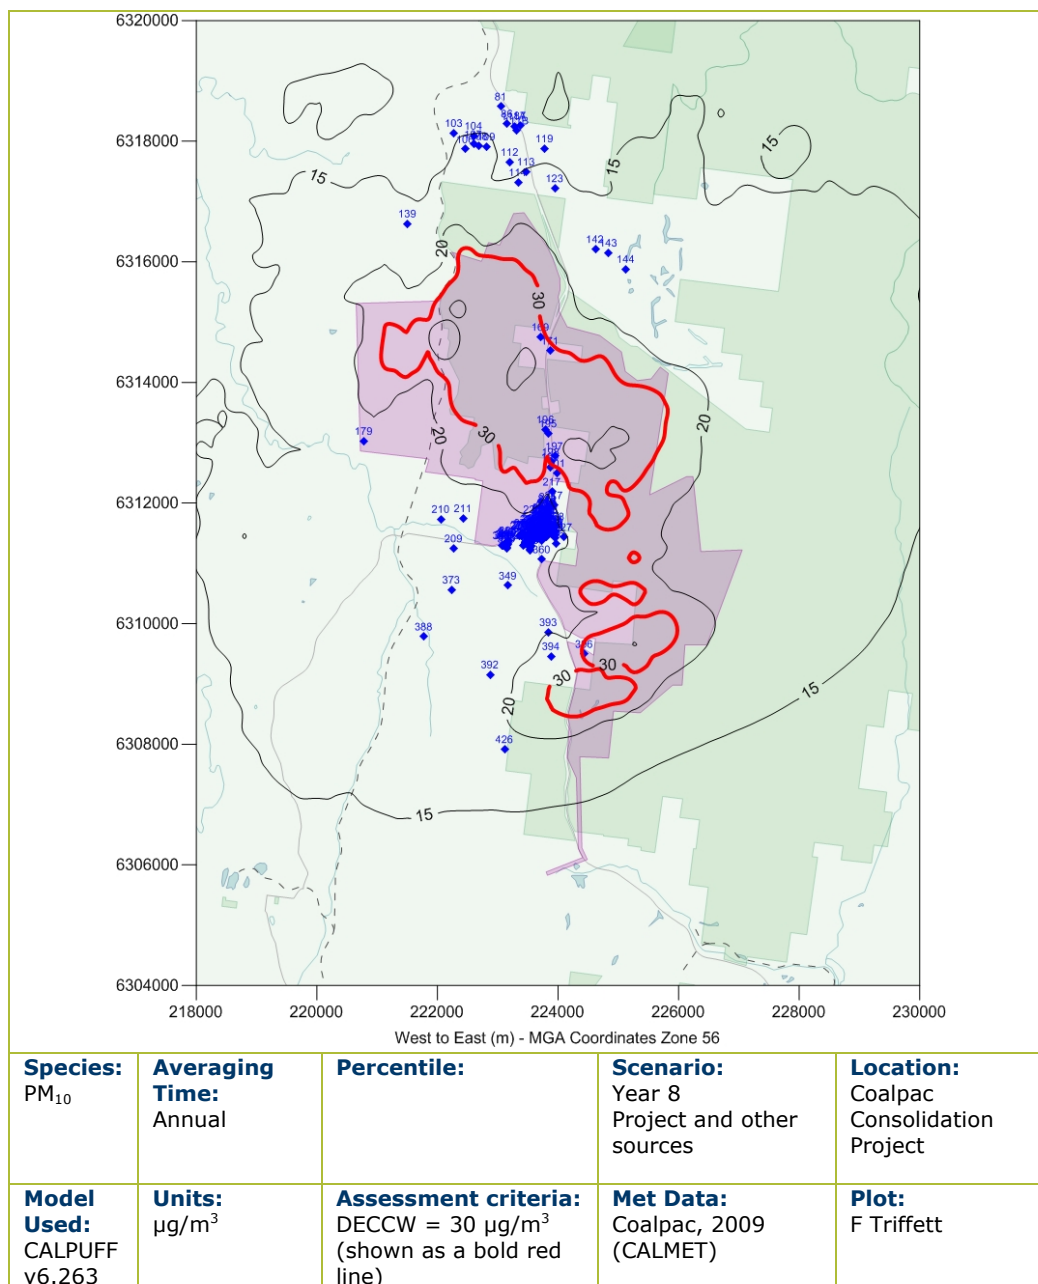 6320000
6318000
6316000
6314000
6312000
6310000
6308000
6306000
6304000
218000 220000 222000 224000 226000 228000 230000
West to East (m) - MGA Coordinates Zone 56
81
103
104
119
112
113
123
139
142
143
144
169
171
179
197
217
210
211
209
360
373
349
388
393
394
396
392
426
15
15
15
15
15
20
20
20
20
30
30
30
30
Species:
PM₁₀
Averaging
Time:
Annual
Percentile:
Scenario:
Year 8
Project and other
sources
Location:
Coalpac
Consolidation
Project
Model
Used:
CALPUFF
v6.263
Units:
µg/m³
Assessment criteria:
DECCW = 30 µg/m³
(shown as a bold red
line)
Met Data:
Coalpac, 2009
(CALMET)
Plot:
F Triffett